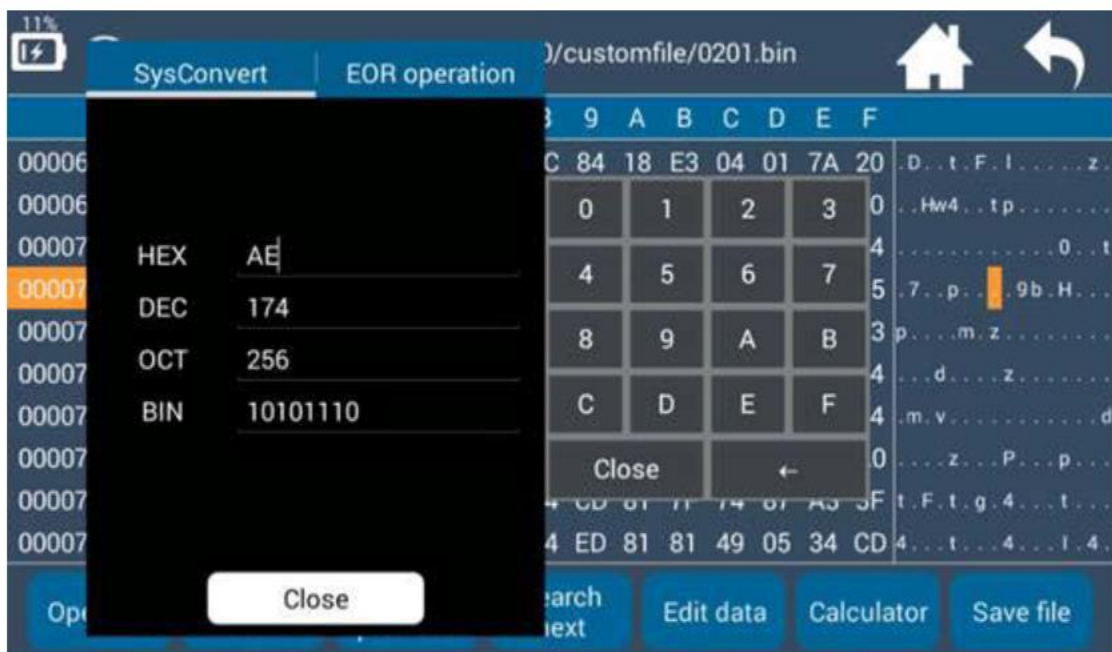 11%
0/customfile/0201.bin
SysConvert EOR operation
9 A B C D E F
00006 C 84 18 E3 04 01 7A 20 .D..t.F.l......z.
00006 0 1 2 3 0 ..Hw4..tp.......
00007 4 ............0..t
HEX AE
00007 4 5 6 7 5 .7..p...9b.H...
DEC 174
00007 8 9 A B 3 p....m.z........
OCT 256
00007 4 ...d....z.......
BIN 10101110
00007 C D E F 4 .m.v...........d
00007 Close ← 0 ....z...P...p...
00007 t.F.t.g.4...t...
00007 4 ED 81 81 49 05 34 CD 4...t...4...l.4.
Close
Ope
earch
next
Edit data Calculator Save file